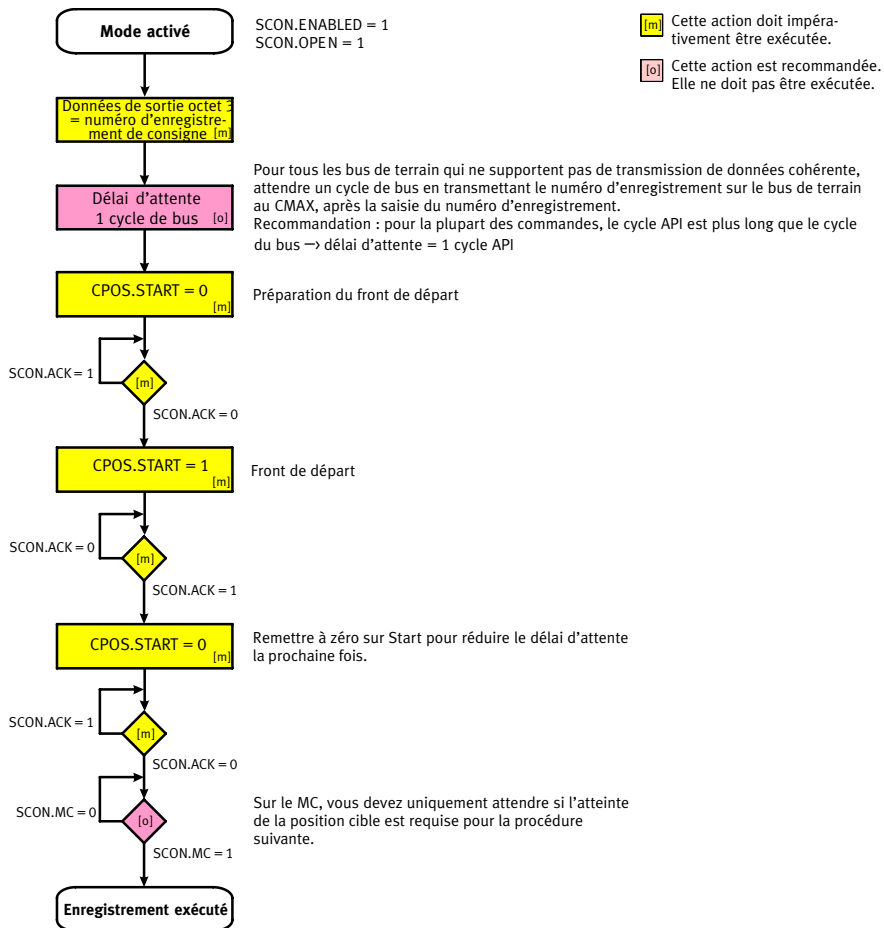 Mode activé
SCON.ENABLED = 1
SCON.OPEN = 1
[m] Cette action doit impéra-
tivement être exécutée.
[o] Cette action est recommandée.
Elle ne doit pas être exécutée.
Données de sortie octet 3
= numéro d'enregistre-
ment de consigne [m]
Délai d'attente
1 cycle de bus [o]
Pour tous les bus de terrain qui ne supportent pas de transmission de données cohérente,
attendre un cycle de bus en transmettant le numéro d'enregistrement sur le bus de terrain
au CMAX, après la saisie du numéro d'enregistrement.
Recommandation : pour la plupart des commandes, le cycle API est plus long que le cycle
du bus —> délai d'attente = 1 cycle API
CPOS.START = 0
[m]
Préparation du front de départ
SCON.ACK = 1
[m]
SCON.ACK = 0
CPOS.START = 1
[m]
Front de départ
SCON.ACK = 0
[m]
SCON.ACK = 1
CPOS.START = 0
[m]
Remettre à zéro sur Start pour réduire le délai d'attente
la prochaine fois.
SCON.ACK = 1
[m]
SCON.ACK = 0
SCON.MC = 0
[o]
Sur le MC, vous devez uniquement attendre si l'atteinte
de la position cible est requise pour la procédure
suivante.
SCON.MC = 1
Enregistrement exécuté